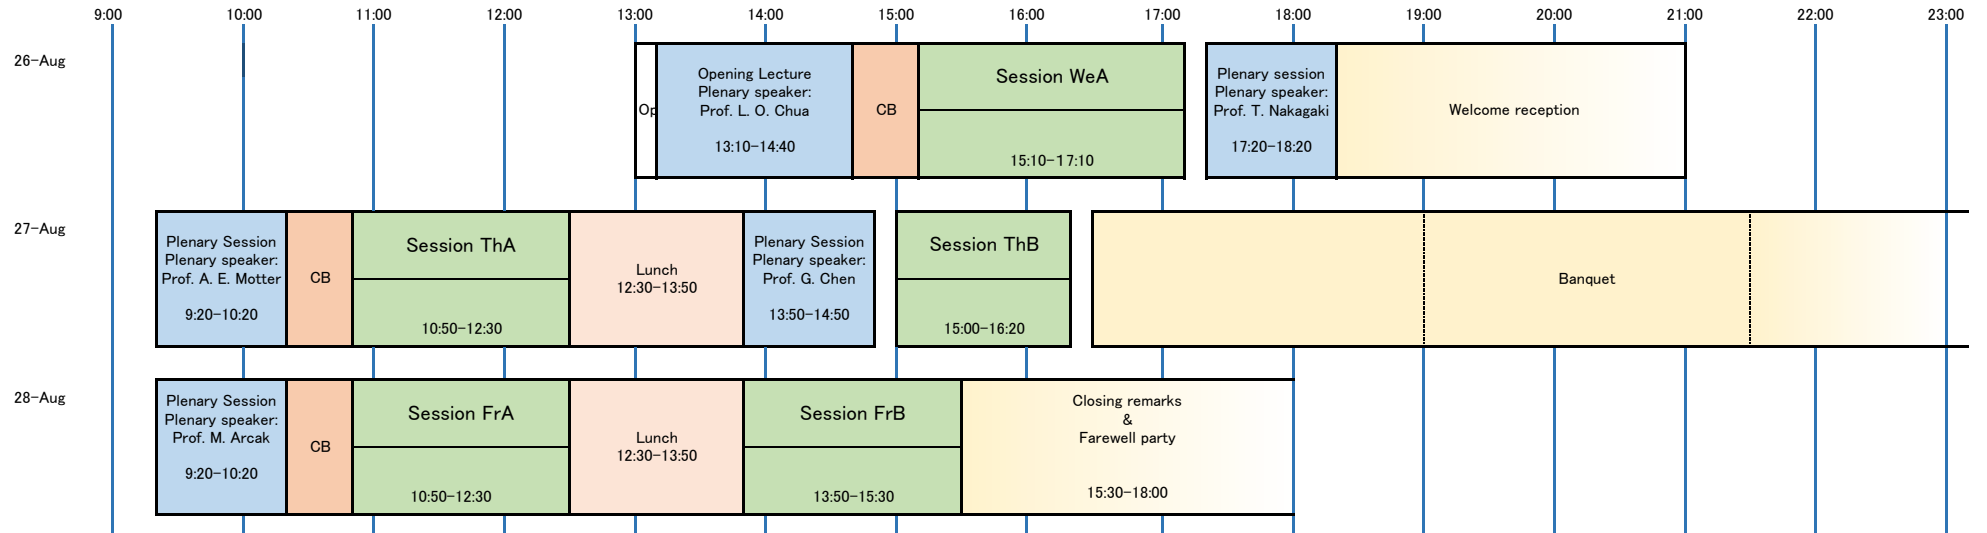 9:00 10:00 11:00 12:00 13:00 14:00 15:00 16:00 17:00 18:00 19:00 20:00 21:00 22:00 23:00
26-Aug
Op
Opening Lecture
Plenary speaker:
Prof. L. O. Chua
13:10-14:40
CB
Session WeA
15:10-17:10
Plenary session
Plenary speaker:
Prof. T. Nakagaki
17:20-18:20
Welcome reception
27-Aug
Plenary Session
Plenary speaker:
Prof. A. E. Motter
9:20-10:20
CB
Session ThA
10:50-12:30
Lunch
12:30-13:50
Plenary Session
Plenary speaker:
Prof. G. Chen
13:50-14:50
Session ThB
15:00-16:20
Banquet
28-Aug
Plenary Session
Plenary speaker:
Prof. M. Arcak
9:20-10:20
CB
Session FrA
10:50-12:30
Lunch
12:30-13:50
Session FrB
13:50-15:30
Closing remarks
&
Farewell party
15:30-18:00